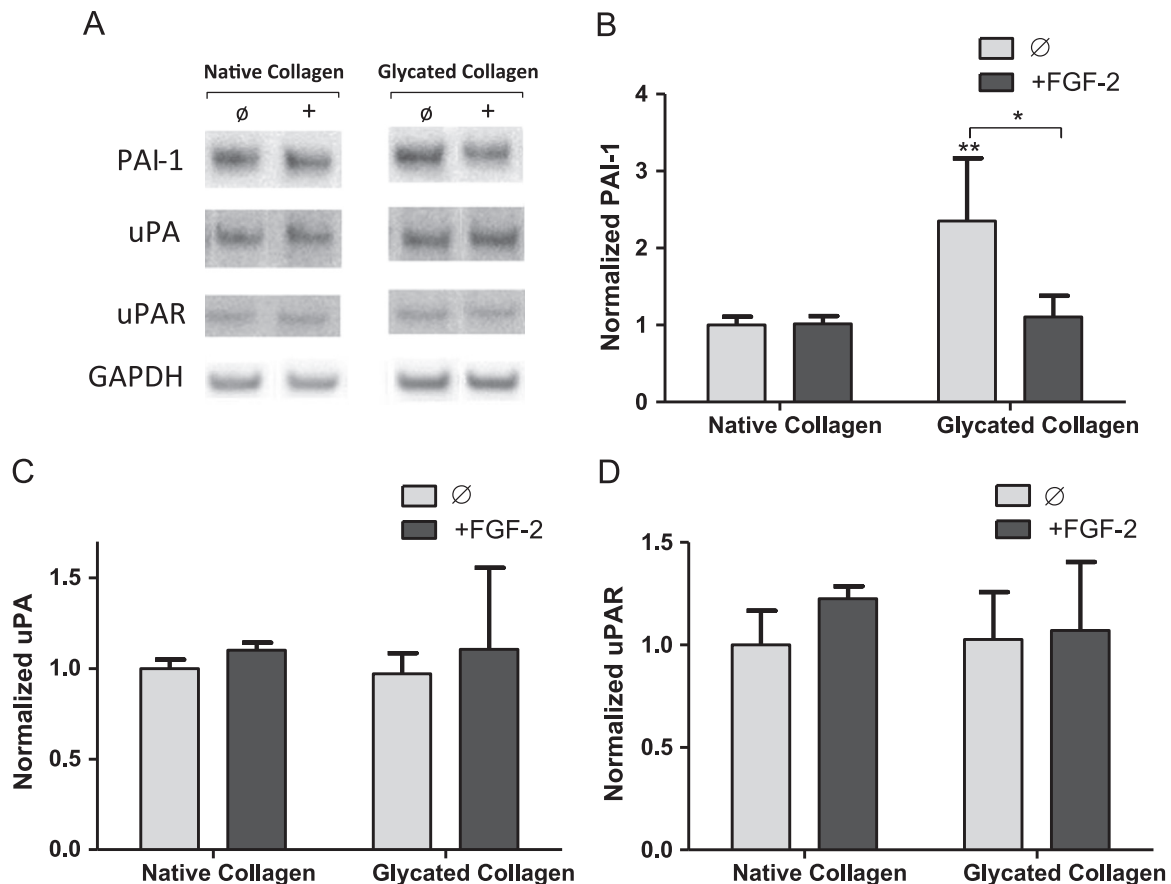 A
Native Collagen
Glycated Collagen
ø
+
ø
+
PAI-1
uPA
uPAR
GAPDH
B
∅
+FGF-2
Normalized PAI-1
4
3
2
1
0
**
*
Native Collagen
Glycated Collagen
C
∅
+FGF-2
Normalized uPA
1.5
1.0
0.5
0.0
Native Collagen
Glycated Collagen
D
∅
+FGF-2
Normalized uPAR
1.5
1.0
0.5
0.0
Native Collagen
Glycated Collagen